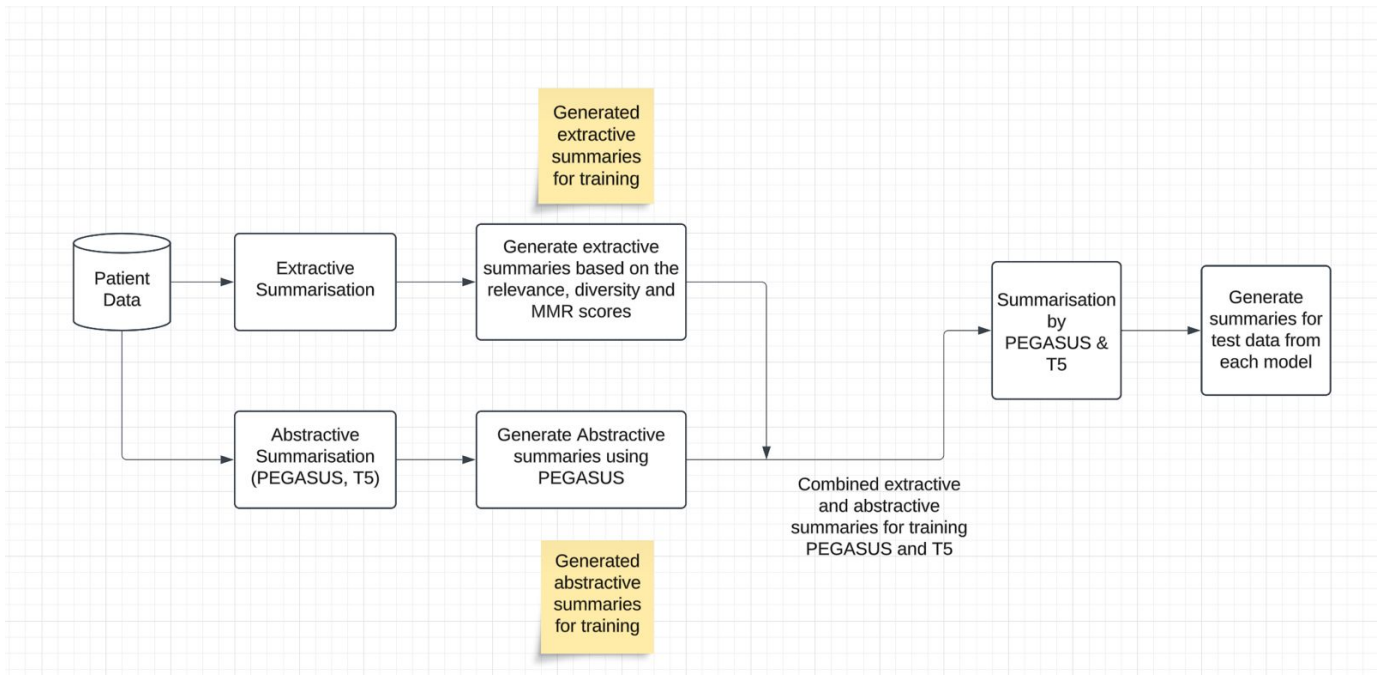 Generated
extractive
summaries
for training
Patient
Data
Extractive
Summarisation
Generate extractive
summaries based on the
relevance, diversity and
MMR scores
Summarisation
by
PEGASUS &
T5
Generate
summaries for
test data from
each model
Abstractive
Summarisation
(PEGASUS, T5)
Generate Abstractive
summaries using
PEGASUS
Combined extractive
and abstractive
summaries for training
PEGASUS and T5
Generated
abstractive
summaries
for training